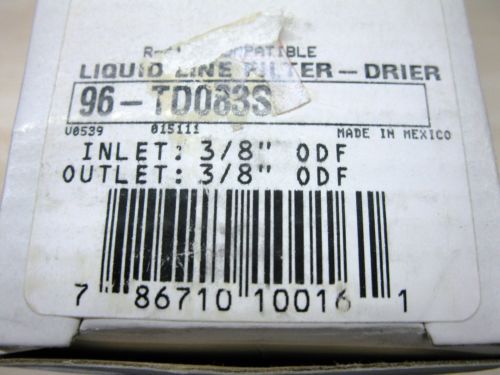 LIQUID LINE FILTER-DRIER
96-TD083S
V0539 015111 MADE IN MEXICO
INLET: 3/8" ODF
OUTLET: 3/8" ODF
7 86710 10016 1